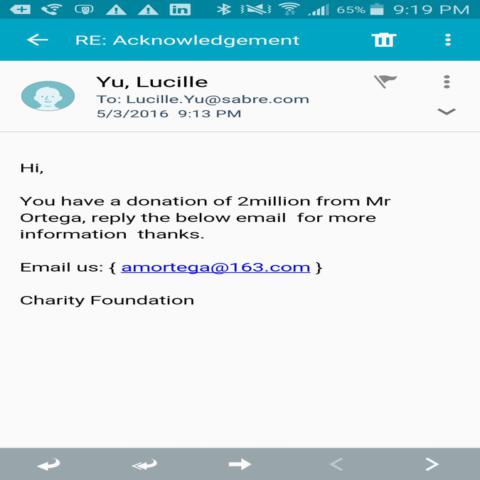 65% 9:19 PM
RE: Acknowledgement
Yu, Lucille
To: Lucille.Yu@sabre.com
5/3/2016 9:13 PM
Hi,
You have a donation of 2million from Mr
Ortega, reply the below email for more
information thanks.
Email us: { amortega@163.com }
Charity Foundation